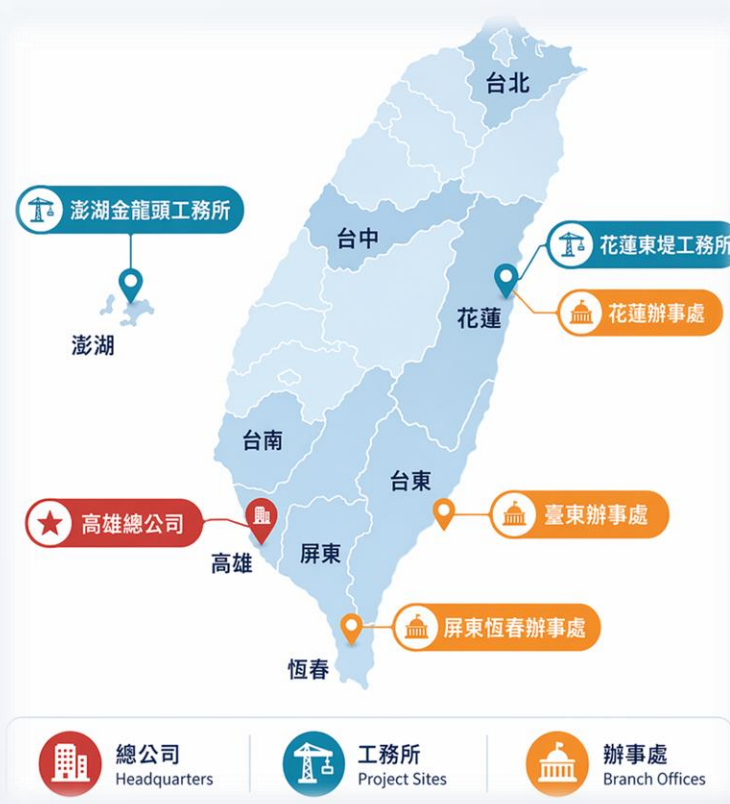 台北
澎湖金龍頭工務所
台中
花蓮東堤工務所
花蓮辦事處
花蓮
澎湖
台南
台東
高雄總公司
臺東辦事處
高雄
屏東
屏東恆春辦事處
恆春
總公司
Headquarters
工務所
Project Sites
辦事處
Branch Offices